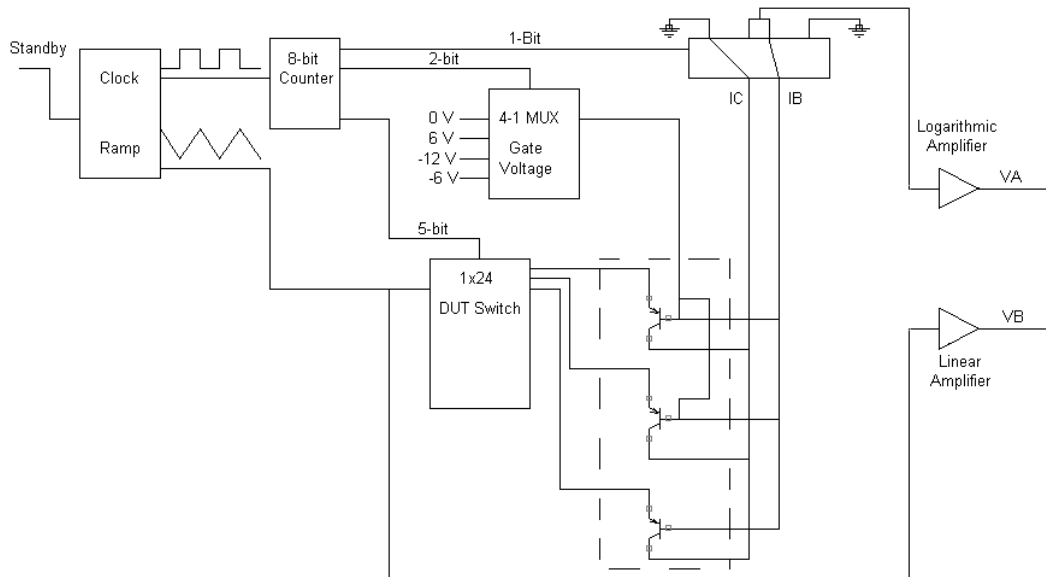 Standby
Clock
Ramp
8-bit
Counter
1-Bit
2-bit
0 V
6 V
-12 V
-6 V
4-1 MUX
Gate
Voltage
IC
IB
Logarithmic
Amplifier
VA
5-bit
1x24
DUT Switch
VB
Linear
Amplifier